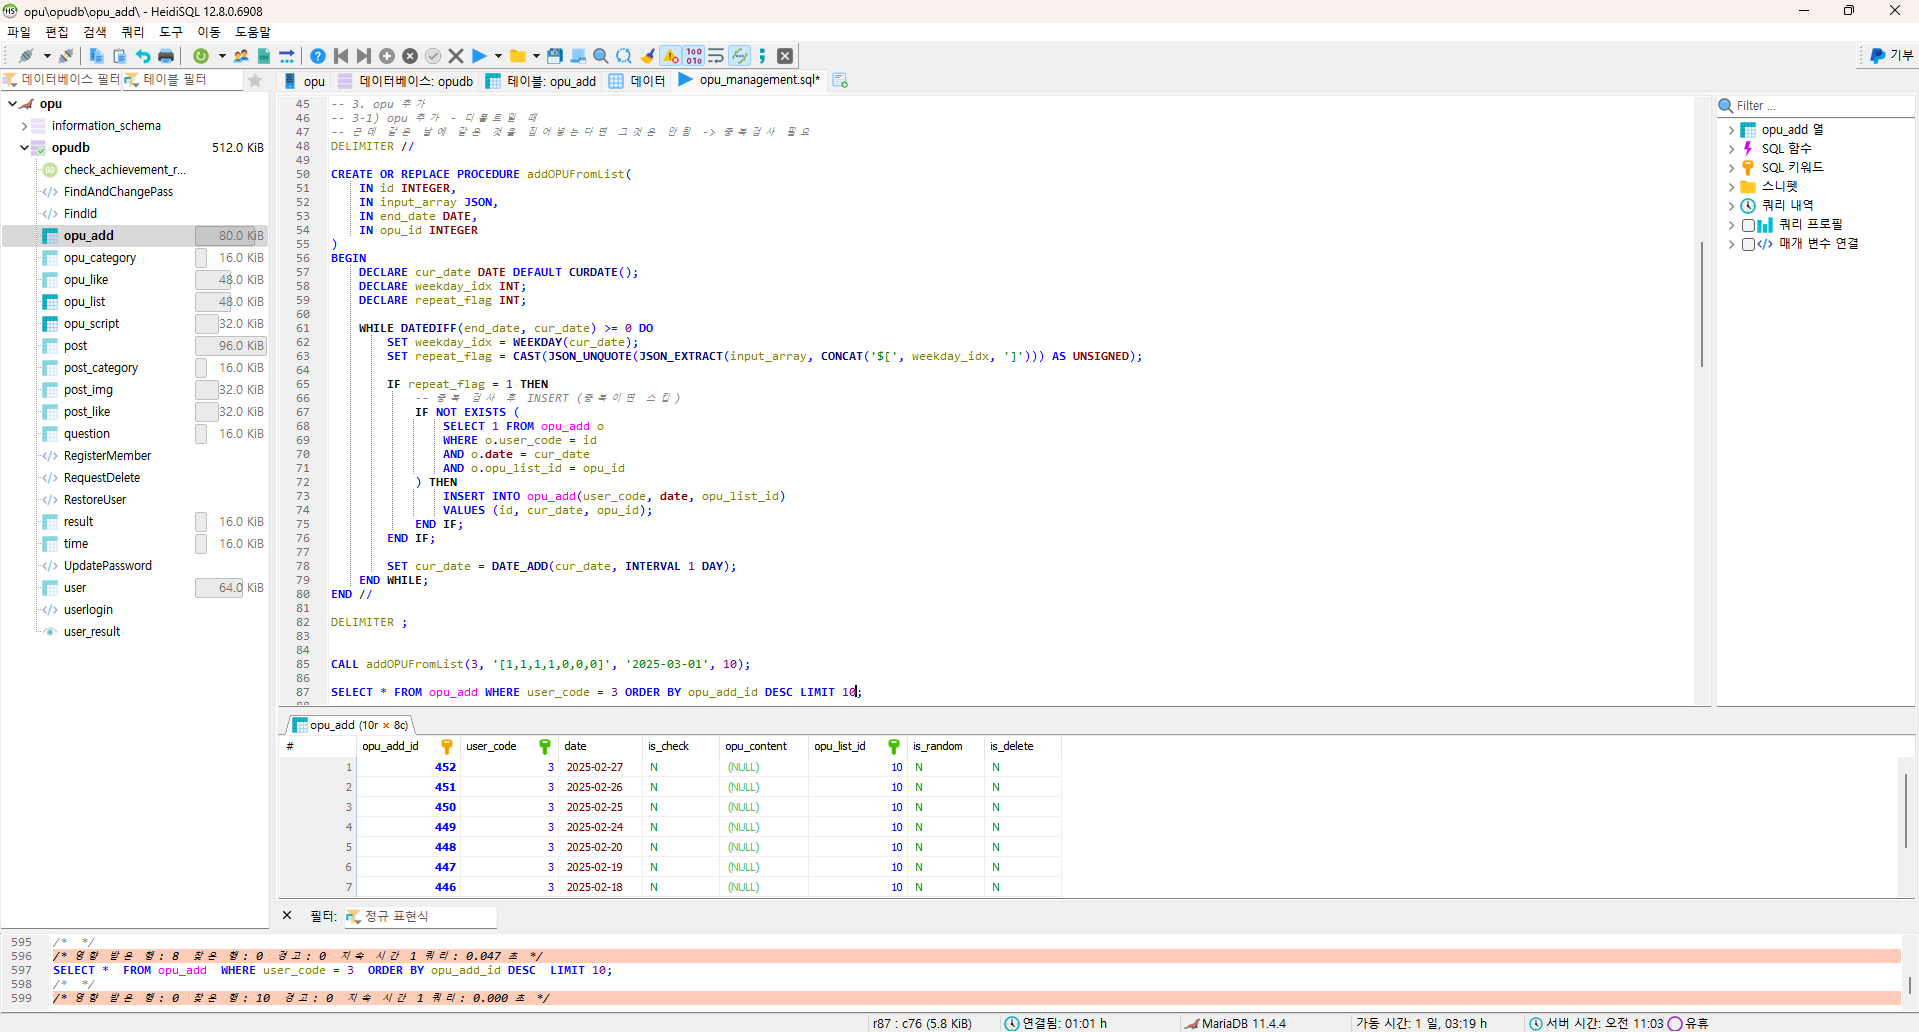 opu\opudb\opu_add\ - HeidiSQL 12.8.0.6908
파일 편집 검색 쿼리 도구 이동 도움말
기부
데이터베이스 필터 테이블 필터
opu 데이터베이스: opudb 테이블: opu_add 데이터 opu_management.sql*
opu
information_schema
opudb 512.0 KiB
check_achievement_r...
FindAndChangePass
FindId
opu_add 80.0 KiB
opu_category 16.0 KiB
opu_like 48.0 KiB
opu_list 48.0 KiB
opu_script 32.0 KiB
post 96.0 KiB
post_category 16.0 KiB
post_img 32.0 KiB
post_like 32.0 KiB
question 16.0 KiB
RegisterMember
RequestDelete
RestoreUser
result 16.0 KiB
time 16.0 KiB
UpdatePassword
user 64.0 KiB
userlogin
user_result
45 -- 3. opu 추가
46 -- 3-1) opu 추가 - 디폴트일 때
47 -- 근데 같은 날에 같은 것을 집어넣는다면 그것은 안됨 -> 중복검사 필요
48 DELIMITER //
49
50 CREATE OR REPLACE PROCEDURE addOPUFromList(
51 IN id INTEGER,
52 IN input_array JSON,
53 IN end_date DATE,
54 IN opu_id INTEGER
55 )
56 BEGIN
57 DECLARE cur_date DATE DEFAULT CURDATE();
58 DECLARE weekday_idx INT;
59 DECLARE repeat_flag INT;
60
61 WHILE DATEDIFF(end_date, cur_date) >= 0 DO
62 SET weekday_idx = WEEKDAY(cur_date);
63 SET repeat_flag = CAST(JSON_UNQUOTE(JSON_EXTRACT(input_array, CONCAT('$[', weekday_idx, ']'))) AS UNSIGNED);
64
65 IF repeat_flag = 1 THEN
66 -- 중복 검사 후 INSERT (중복이면 스킵)
67 IF NOT EXISTS (
68 SELECT 1 FROM opu_add o
69 WHERE o.user_code = id
70 AND o.date = cur_date
71 AND o.opu_list_id = opu_id
72 ) THEN
73 INSERT INTO opu_add(user_code, date, opu_list_id)
74 VALUES (id, cur_date, opu_id);
75 END IF;
76 END IF;
77
78 SET cur_date = DATE_ADD(cur_date, INTERVAL 1 DAY);
79 END WHILE;
80 END //
81
82 DELIMITER ;
83
84
85 CALL addOPUFromList(3, '[1,1,1,1,0,0,0]', '2025-03-01', 10);
86
87 SELECT * FROM opu_add WHERE user_code = 3 ORDER BY opu_add_id DESC LIMIT 10;
Filter ...
opu_add 열
SQL 함수
SQL 키워드
스니펫
쿼리 내역
쿼리 프로필
매개 변수 연결
opu_add (10r × 8c)
# opu_add_id user_code date is_check opu_content opu_list_id is_random is_delete
1 452 3 2025-02-27 N (NULL) 10 N N
2 451 3 2025-02-26 N (NULL) 10 N N
3 450 3 2025-02-25 N (NULL) 10 N N
4 449 3 2025-02-24 N (NULL) 10 N N
5 448 3 2025-02-20 N (NULL) 10 N N
6 447 3 2025-02-19 N (NULL) 10 N N
7 446 3 2025-02-18 N (NULL) 10 N N
필터: 정규 표현식
595 /* */
596 /* 영향 받은 행: 8 찾은 행: 0 경고: 0 지속 시간 1 쿼리: 0.047 초 */
597 SELECT * FROM opu_add WHERE user_code = 3 ORDER BY opu_add_id DESC LIMIT 10;
598 /* */
599 /* 영향 받은 행: 0 찾은 행: 10 경고: 0 지속 시간 1 쿼리: 0.000 초 */
r87 : c76 (5.8 KiB) 연결됨: 01:01 h MariaDB 11.4.4 가동 시간: 1 일, 03:19 h 서버 시간: 오전 11:03 유휴